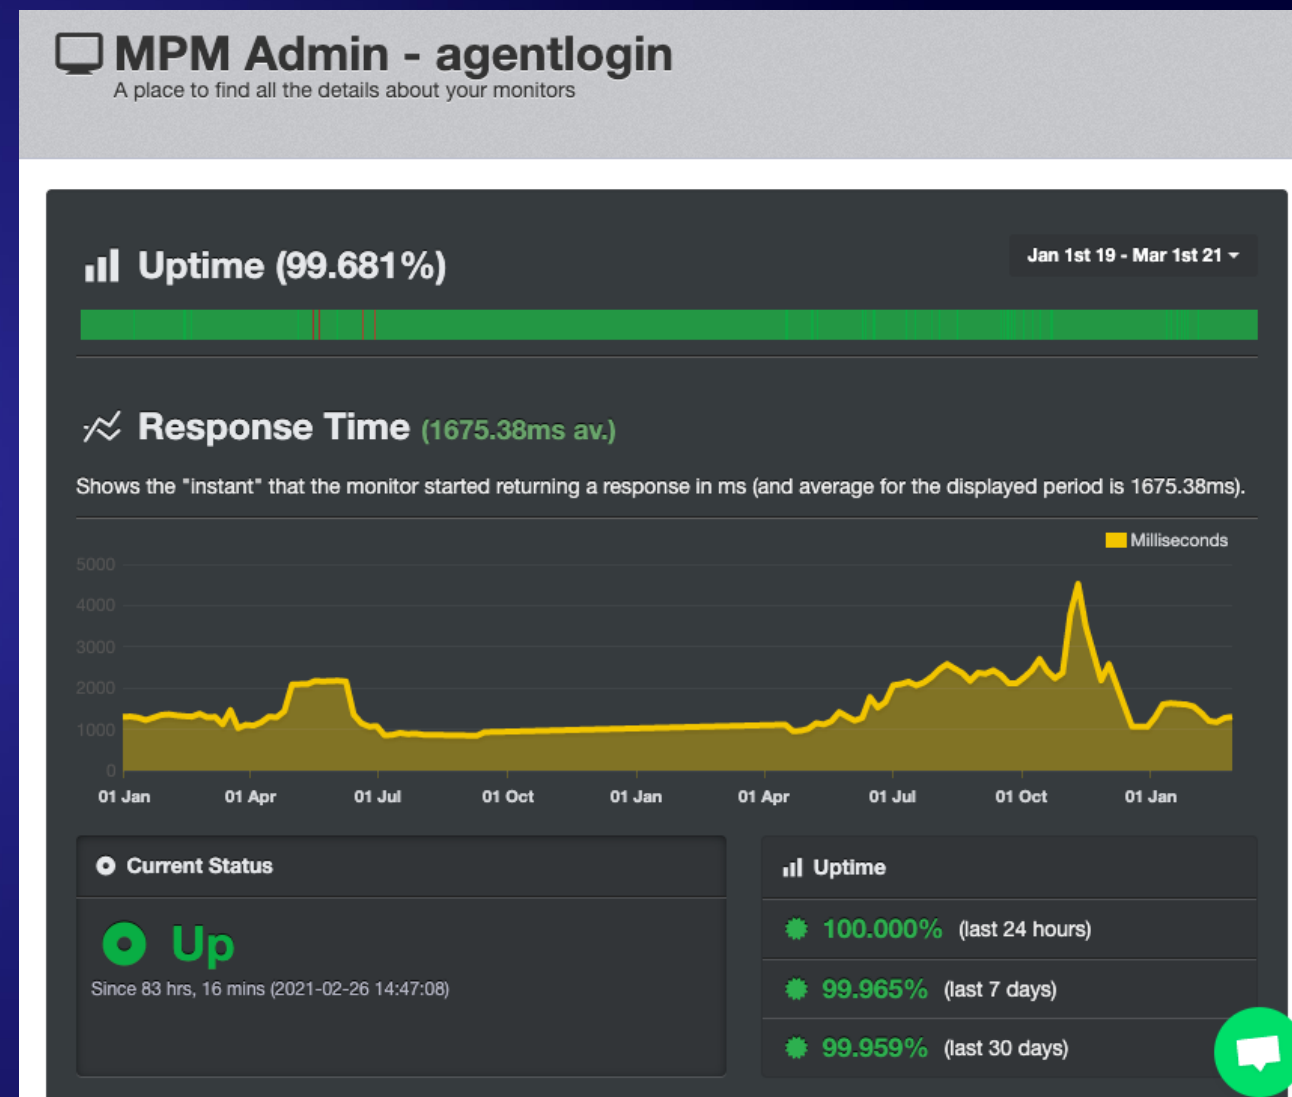 MPM Admin - agentlogin
A place to find all the details about your monitors
Uptime (99.681%)
Jan 1st 19 - Mar 1st 21
Response Time (1675.38ms av.)
Shows the "instant" that the monitor started returning a response in ms (and average for the displayed period is 1675.38ms).
Milliseconds
5000
4000
3000
2000
1000
0
01 Jan 01 Apr 01 Jul 01 Oct 01 Jan 01 Apr 01 Jul 01 Oct 01 Jan
Current Status
Up
Since 83 hrs, 16 mins (2021-02-26 14:47:08)
Uptime
100.000% (last 24 hours)
99.965% (last 7 days)
99.959% (last 30 days)